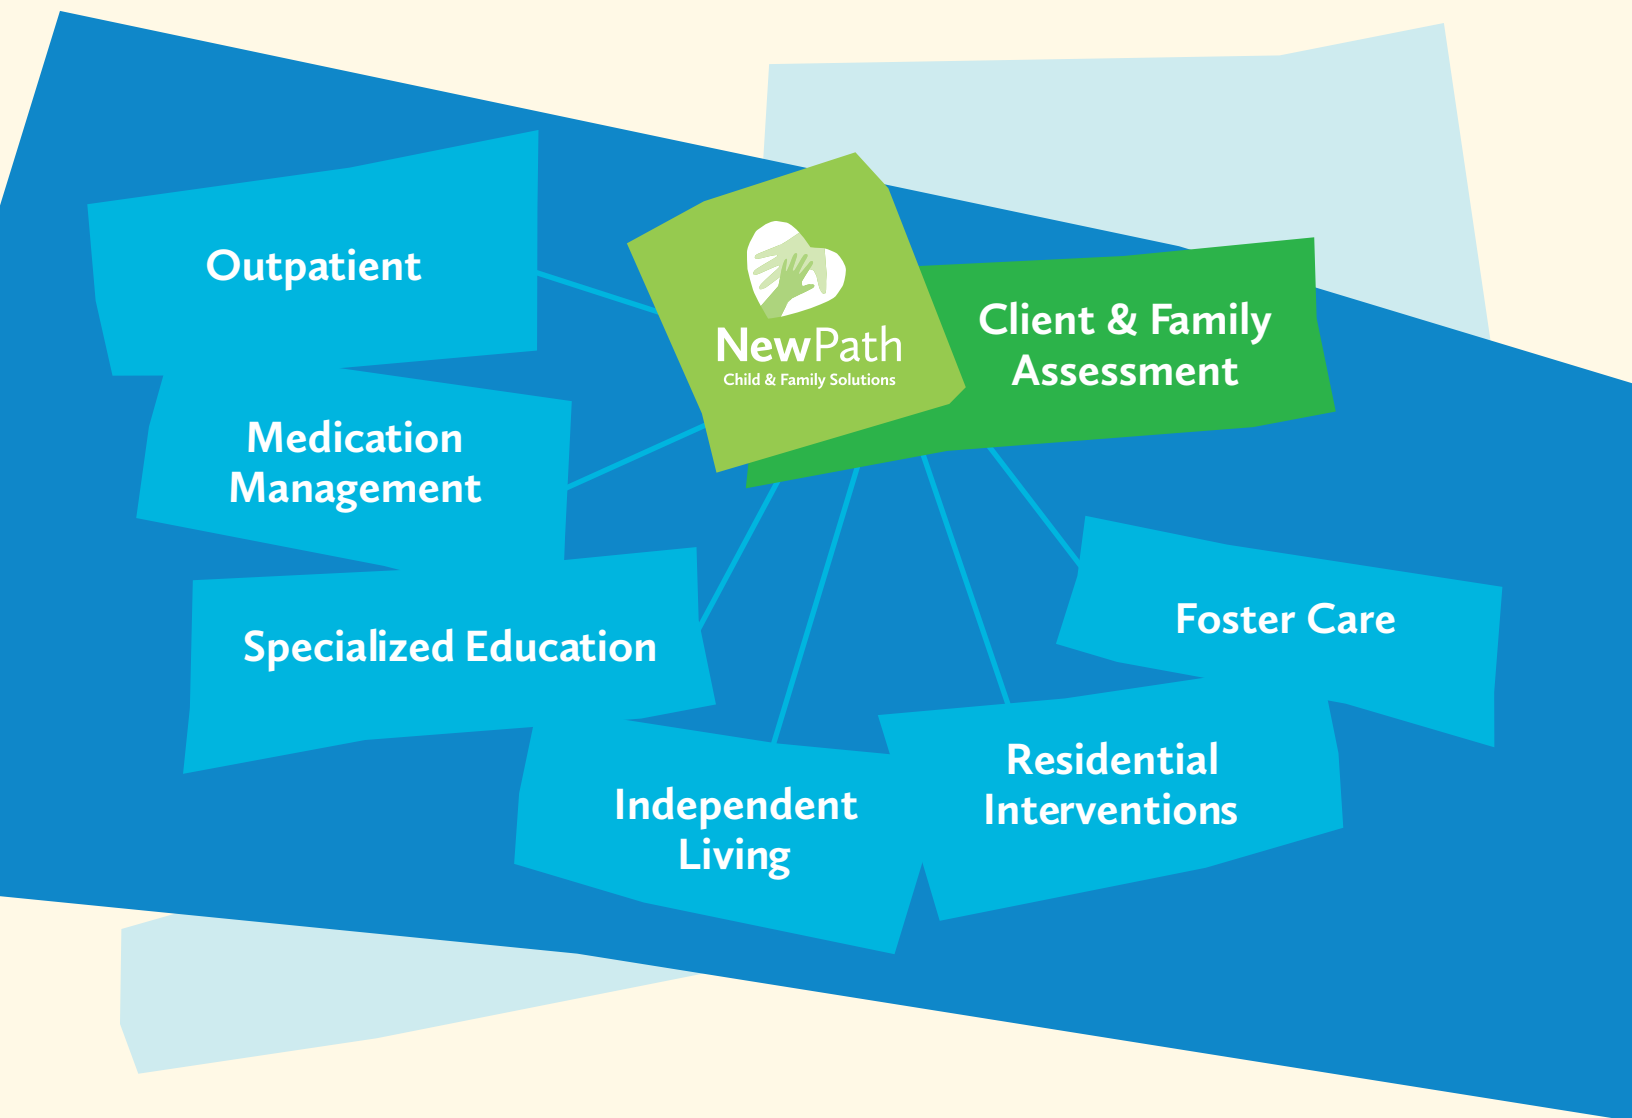 Outpatient
NewPath
Child & Family Solutions
Client & Family
Assessment
Medication
Management
Specialized Education
Foster Care
Independent
Living
Residential
Interventions